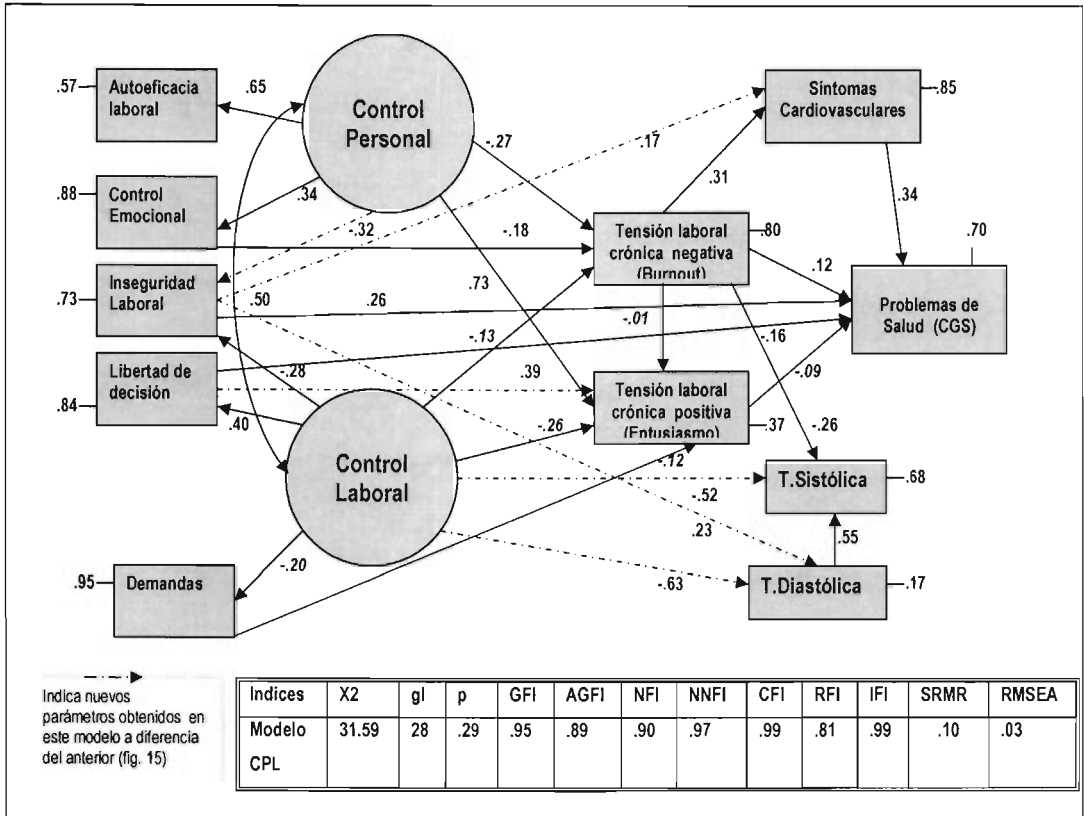 .57
Autoeficacia
laboral
.65
Control
Personal
Síntomas
Cardiovasculares
-.85
-.27
.17
.88
Control
Emocional
.34
.31
.34
-.32
-.18
Tensión laboral
crónica negativa
(Burnout)
.80
.70
Inseguridad
Laboral
.73
.50
.26
.73
.12
Problemas de
Salud (CGS)
-.01
-.13
-.16
Libertad de
decisión
.84
-.28
.39
-.09
Tensión laboral
crónica positiva
(Entusiasmo)
.37
.40
-.26
-.26
Control
Laboral
-.12
T.Sistólica
.68
-.52
.23
.55
-.20
.95
Demandas
-.63
T.Diastólica
.17
Indica nuevos
parámetros obtenidos en
este modelo a diferencia
del anterior (fig. 15)
Indices X2 gl p GFI AGFI NFI NNFI CFI RFI IFI SRMR RMSEA
Modelo 31.59 28 .29 .95 .89 .90 .97 .99 .81 .99 .10 .03
CPL